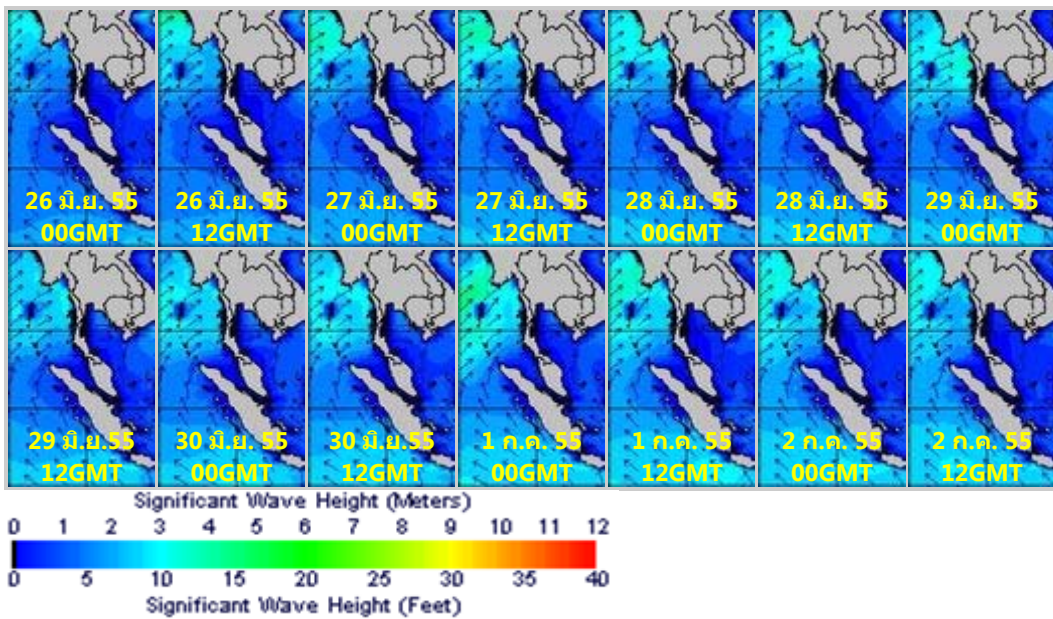 26 มิ.ย. 55
00GMT
26 มิ.ย. 55
12GMT
27 มิ.ย. 55
00GMT
27 มิ.ย. 55
12GMT
28 มิ.ย. 55
00GMT
28 มิ.ย. 55
12GMT
29 มิ.ย. 55
00GMT
29 มิ.ย.55
12GMT
30 มิ.ย. 55
00GMT
30 มิ.ย.55
12GMT
1 ก.ค. 55
00GMT
1 ก.ค. 55
12GMT
2 ก.ค. 55
00GMT
2 ก.ค. 55
12GMT
Significant Wave Height (Meters)
0 1 2 3 4 5 6 7 8 9 10 11 12
0 5 10 15 20 25 30 35 40
Significant Wave Height (Feet)